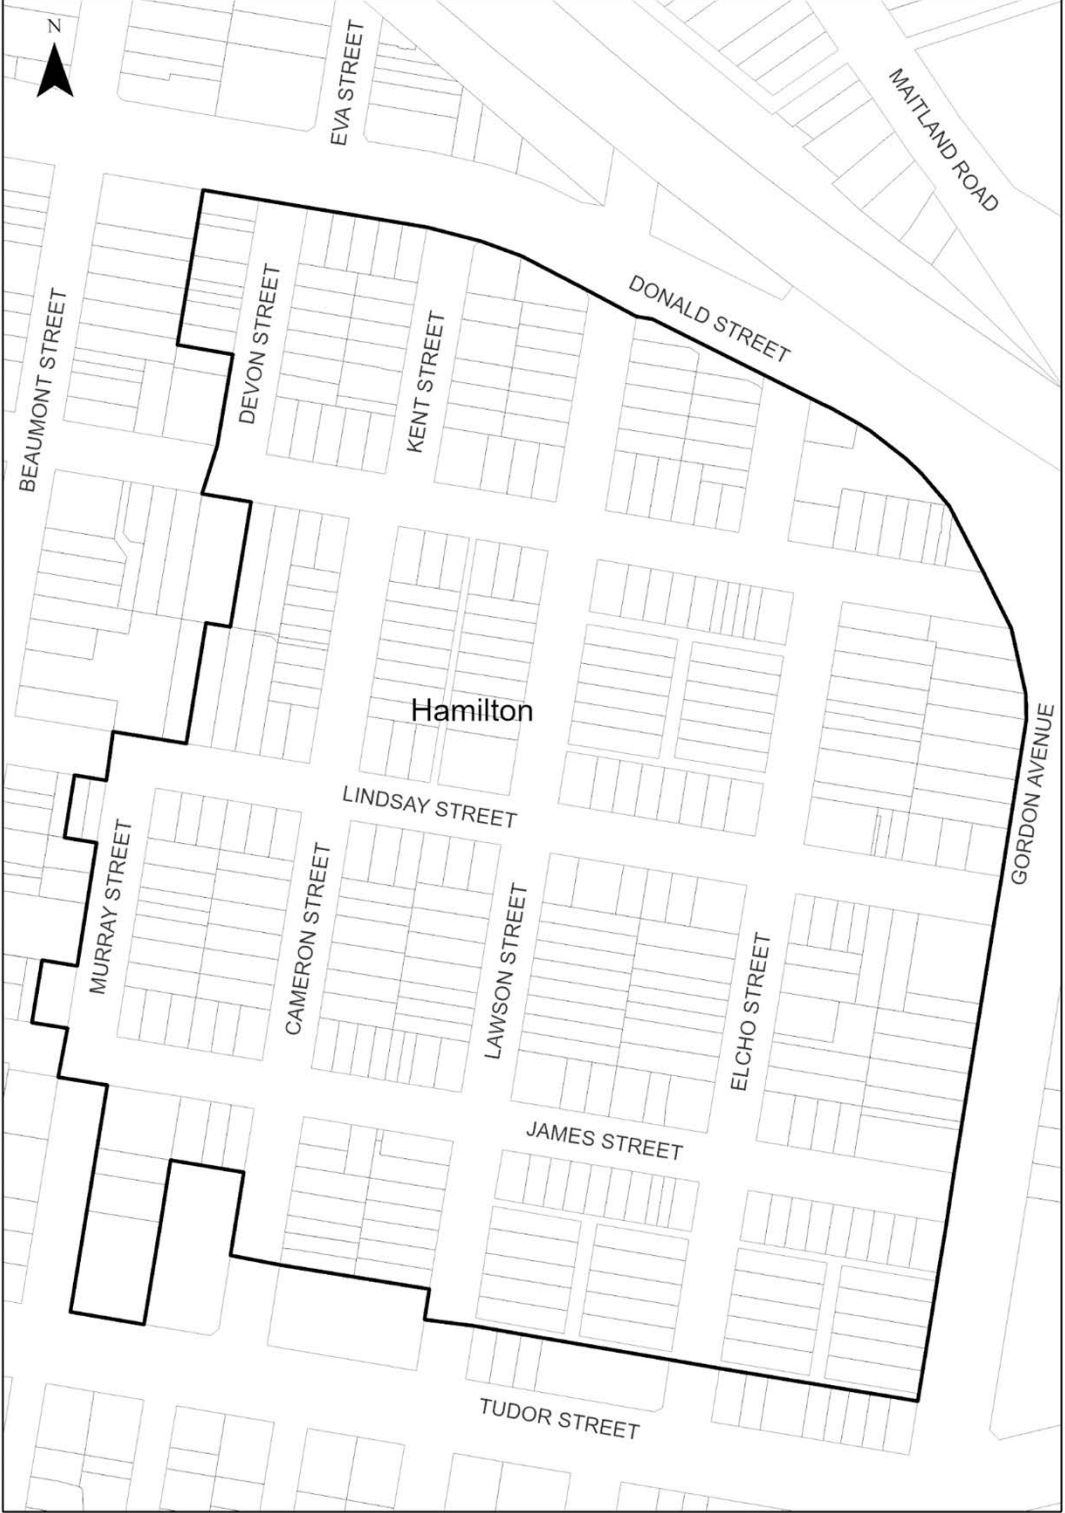 N
EVA STREET
MAITLAND ROAD
DONALD STREET
BEAUMONT STREET
DEVON STREET
KENT STREET
Hamilton
GORDON AVENUE
LINDSAY STREET
MURRAY STREET
CAMERON STREET
LAWSON STREET
ELCHO STREET
JAMES STREET
TUDOR STREET